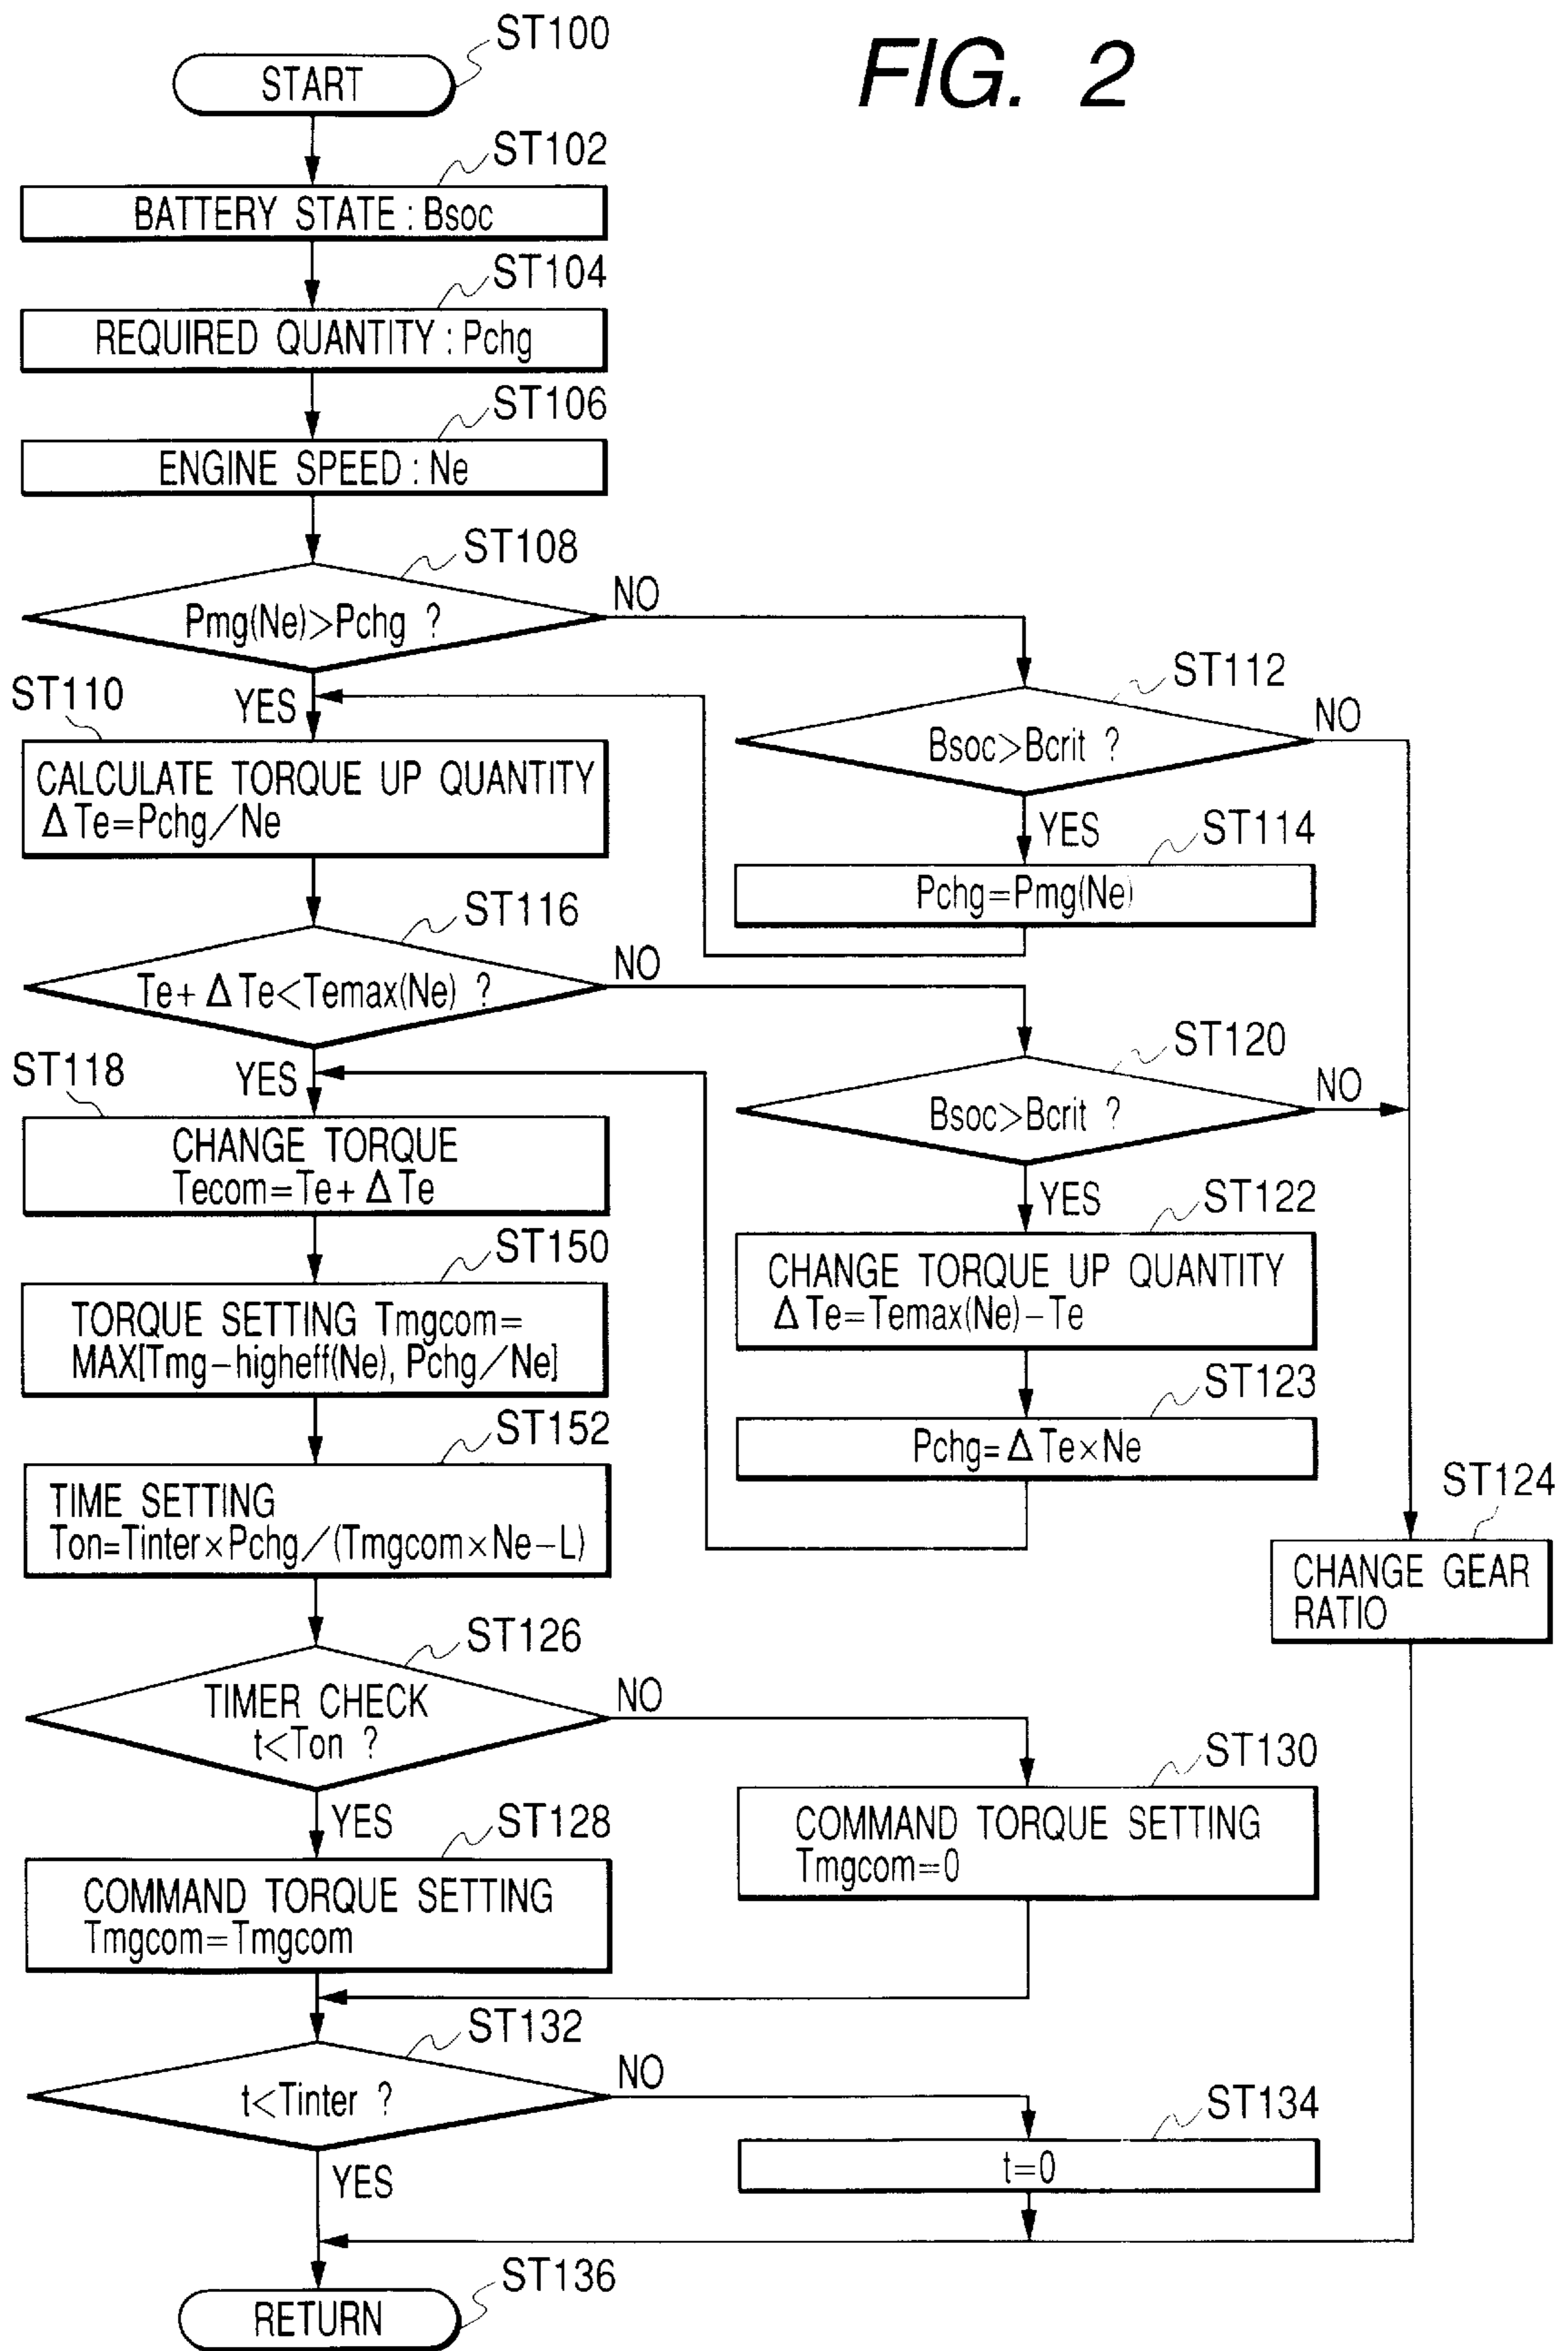 FIG. 2
ST100
START
ST102
BATTERY STATE : Bsoc
ST104
REQUIRED QUANTITY : Pchg
ST106
ENGINE SPEED : Ne
ST108
Pmg(Ne)>Pchg ?
NO
YES
ST112
Bsoc>Bcrit ?
NO
YES
ST110
CALCULATE TORQUE UP QUANTITY
ΔTe=Pchg/Ne
ST114
Pchg=Pmg(Ne)
ST116
Te+ΔTe<Temax(Ne) ?
NO
YES
ST120
Bsoc>Bcrit ?
NO
YES
ST118
CHANGE TORQUE
Tecom=Te+ΔTe
ST122
CHANGE TORQUE UP QUANTITY
ΔTe=Temax(Ne)-Te
ST150
TORQUE SETTING Tmgcom=
MAX[Tmg-higheff(Ne), Pchg/Ne]
ST123
Pchg=ΔTe×Ne
ST152
TIME SETTING
Ton=Tinter×Pchg/(Tmgcom×Ne-L)
ST124
CHANGE GEAR
RATIO
ST126
TIMER CHECK
t<Ton ?
NO
YES
ST130
COMMAND TORQUE SETTING
Tmgcom=0
ST128
COMMAND TORQUE SETTING
Tmgcom=Tmgcom
ST132
t<Tinter ?
NO
YES
ST134
t=0
ST136
RETURN